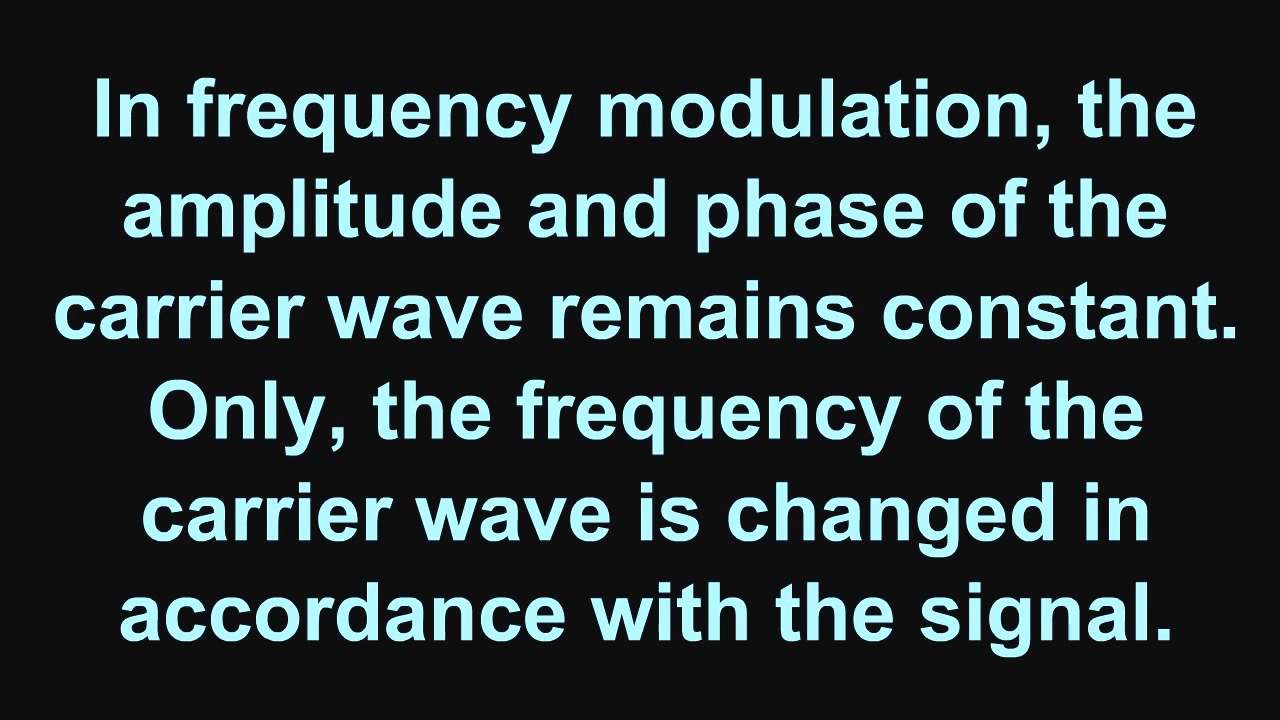 In frequency modulation, the
amplitude and phase of the
carrier wave remains constant.
Only, the frequency of the
carrier wave is changed in
accordance with the signal.